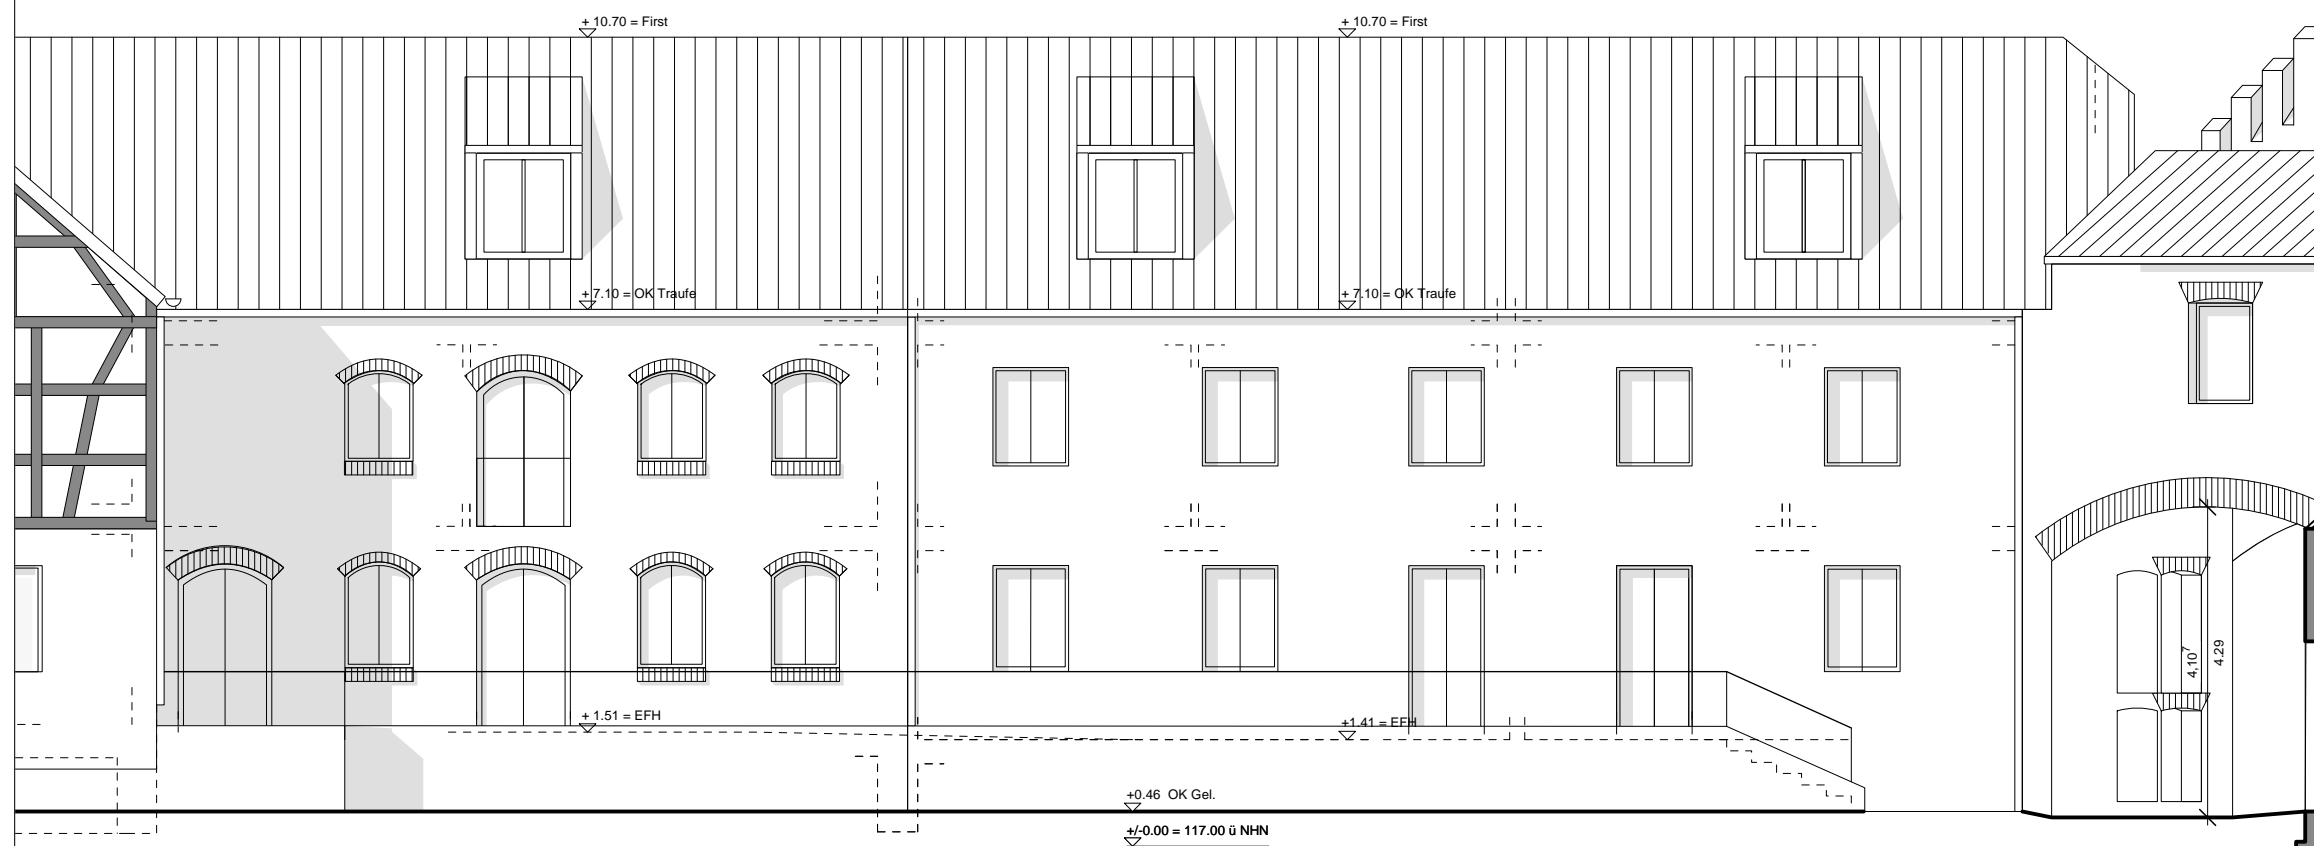 + 10.70 = First
+ 10.70 = First
+ 7.10 = OK Traufe
+ 7.10 = OK Traufe
+ 1.51 = EFH
+1.41 = EFH
4,10⁷
4.29
+0.46 OK Gel.
+/-0.00 = 117.00 ü NHN